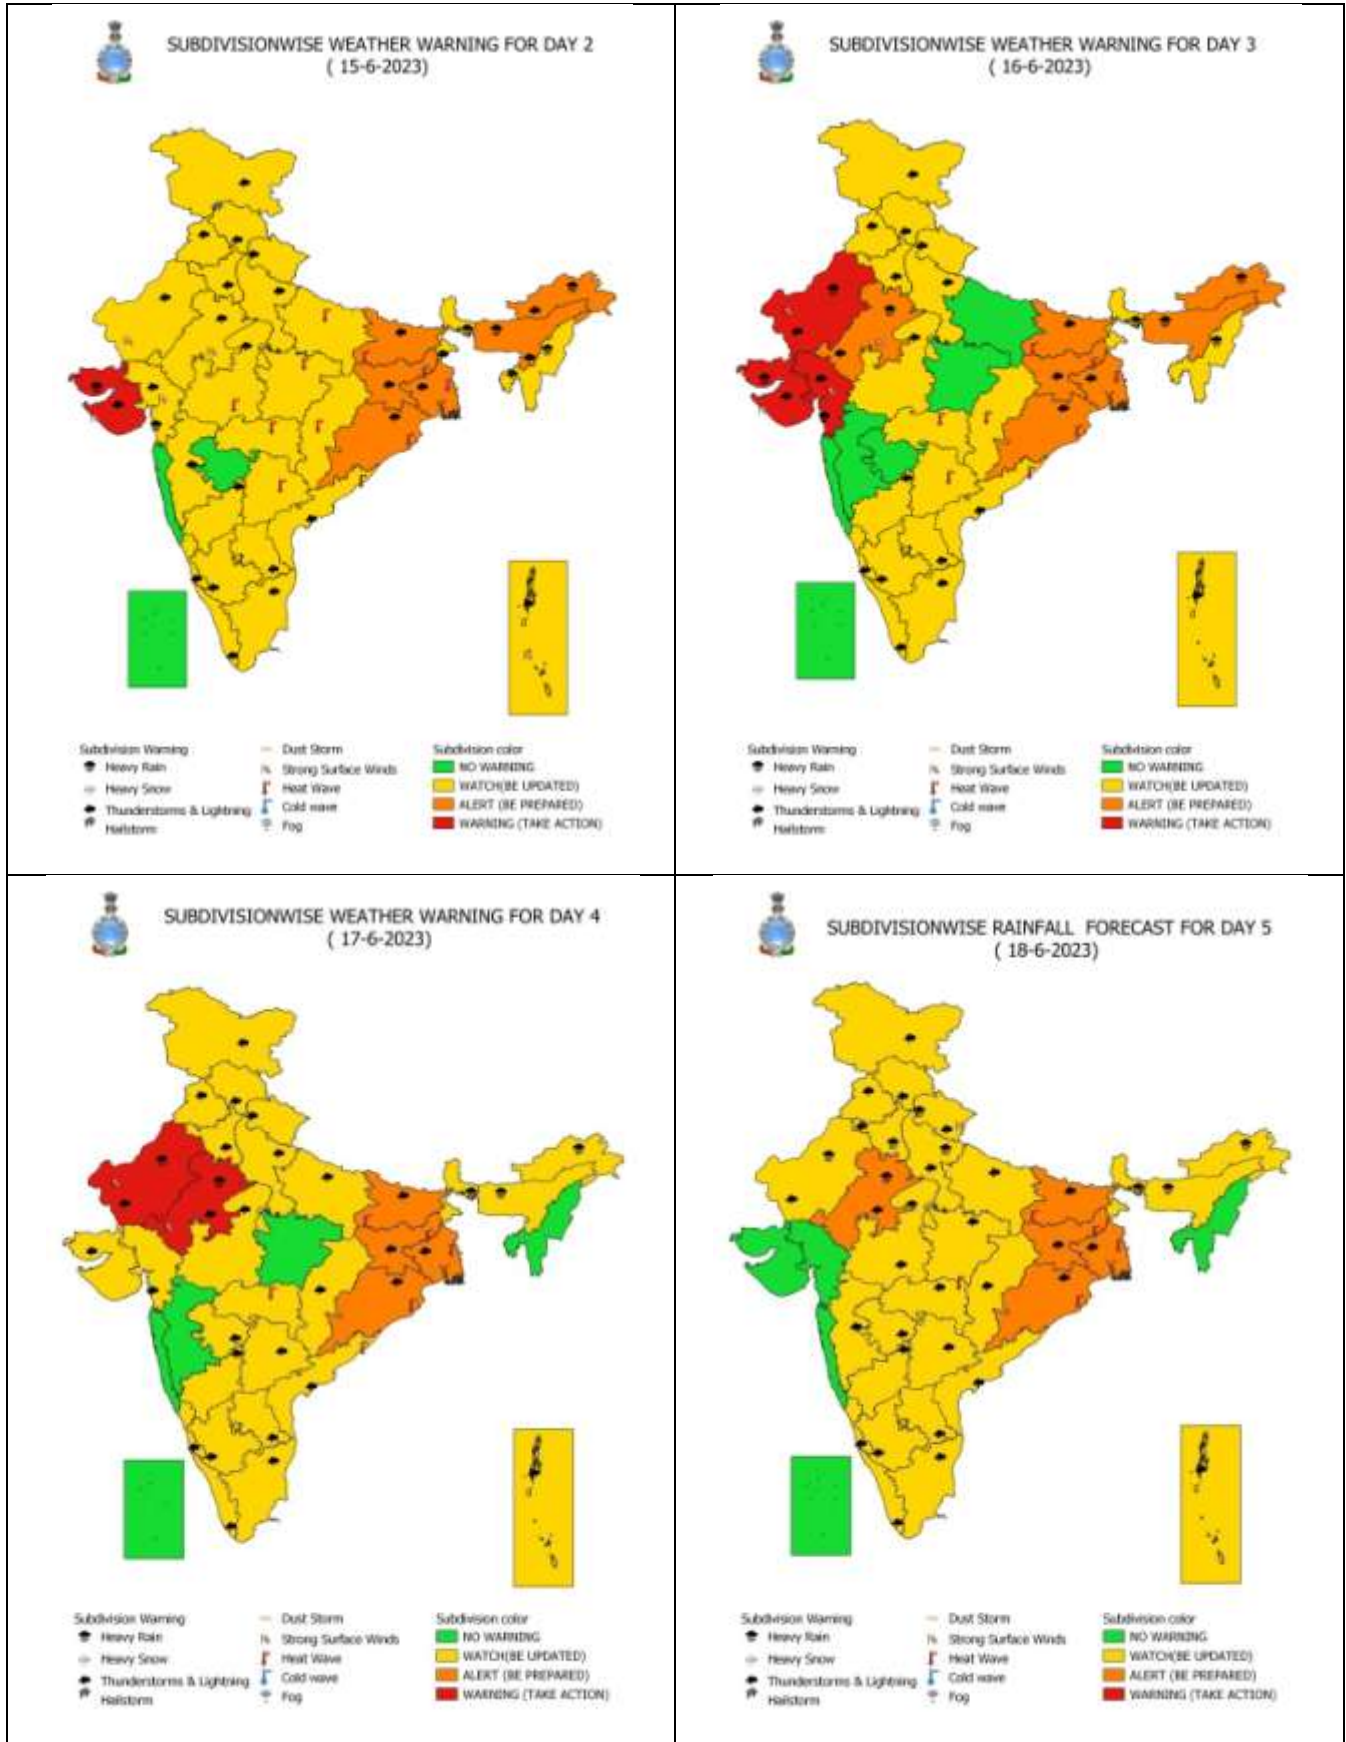 SUBDIVISIONWISE WEATHER WARNING FOR DAY 2
( 15-6-2023)
Subdivision Warning
Heavy Rain
Heavy Snow
Thunderstorms & Lightning
Hailstorm
Dust Storm
Strong Surface Winds
Heat Wave
Cold wave
Fog
Subdivision color
NO WARNING
WATCH(BE UPDATED)
ALERT (BE PREPARED)
WARNING (TAKE ACTION)
SUBDIVISIONWISE WEATHER WARNING FOR DAY 3
( 16-6-2023)
Subdivision Warning
Heavy Rain
Heavy Snow
Thunderstorms & Lightning
Hailstorm
Dust Storm
Strong Surface Winds
Heat Wave
Cold wave
Fog
Subdivision color
NO WARNING
WATCH(BE UPDATED)
ALERT (BE PREPARED)
WARNING (TAKE ACTION)
SUBDIVISIONWISE WEATHER WARNING FOR DAY 4
( 17-6-2023)
Subdivision Warning
Heavy Rain
Heavy Snow
Thunderstorms & Lightning
Hailstorm
Dust Storm
Strong Surface Winds
Heat Wave
Cold wave
Fog
Subdivision color
NO WARNING
WATCH(BE UPDATED)
ALERT (BE PREPARED)
WARNING (TAKE ACTION)
SUBDIVISIONWISE RAINFALL FORECAST FOR DAY 5
( 18-6-2023)
Subdivision Warning
Heavy Rain
Heavy Snow
Thunderstorms & Lightning
Hailstorm
Dust Storm
Strong Surface Winds
Heat Wave
Cold wave
Fog
Subdivision color
NO WARNING
WATCH(BE UPDATED)
ALERT (BE PREPARED)
WARNING (TAKE ACTION)